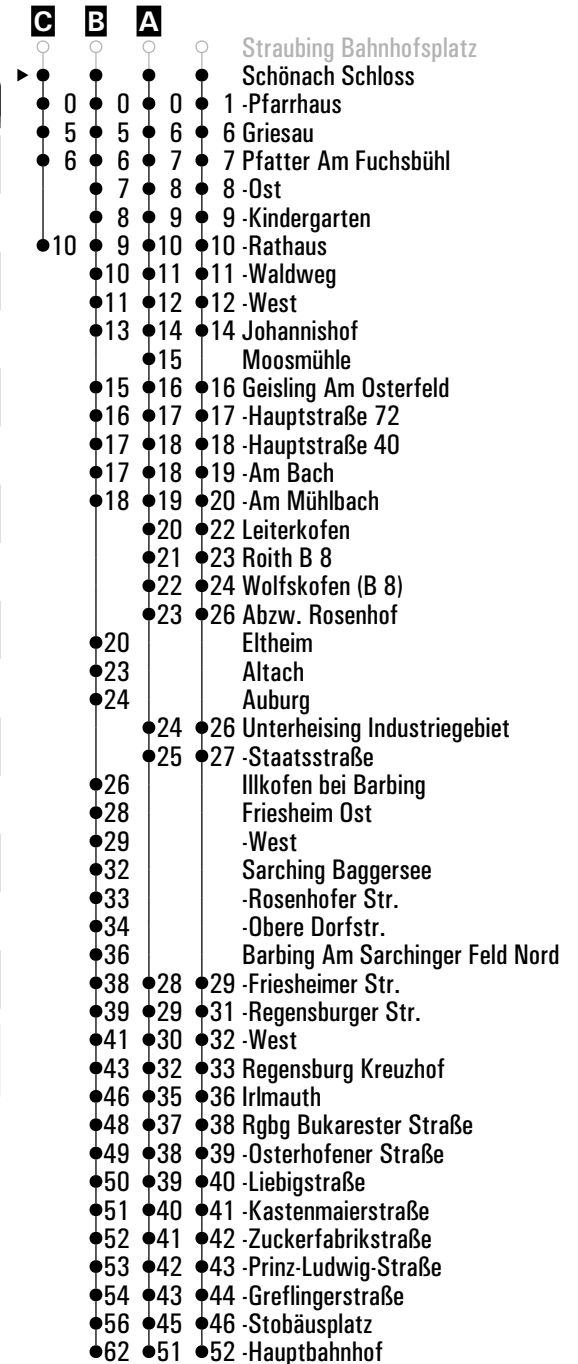 C B A
Straubing Bahnhofsplatz
Schönach Schloss
0 0 0 1 -Pfarrhaus
5 5 6 6 Griesau
6 6 7 7 Pfatter Am Fuchsbühl
7 8 8 -Ost
8 9 9 -Kindergarten
10 9 10 10 -Rathaus
10 11 11 -Waldweg
11 12 12 -West
13 14 14 Johannishof
15 Moosmühle
15 16 16 Geisling Am Osterfeld
16 17 17 -Hauptstraße 72
17 18 18 -Hauptstraße 40
17 18 19 -Am Bach
18 19 20 -Am Mühlbach
20 22 Leiterkofen
21 23 Roith B 8
22 24 Wolfskofen (B 8)
23 26 Abzw. Rosenhof
20 Eltheim
23 Altach
24 Auburg
24 26 Unterheising Industriegebiet
25 27 -Staatsstraße
26 Illkofen bei Barbing
28 Friesheim Ost
29 -West
32 Sarching Baggersee
33 -Rosenhofer Str.
34 -Obere Dorfstr.
36 Barbing Am Sarchinger Feld Nord
38 28 29 -Friesheimer Str.
39 29 31 -Regensburger Str.
41 30 32 -West
43 32 33 Regensburg Kreuzhof
46 35 36 Irlmauth
48 37 38 Rgbg Bukarester Straße
49 38 39 -Osterhofener Straße
50 39 40 -Liebigstraße
51 40 41 -Kastenmaierstraße
52 41 42 -Zuckerfabrikstraße
53 42 43 -Prinz-Ludwig-Straße
54 43 44 -Greflingerstraße
56 45 46 -Stobäusplatz
62 51 52 -Hauptbahnhof